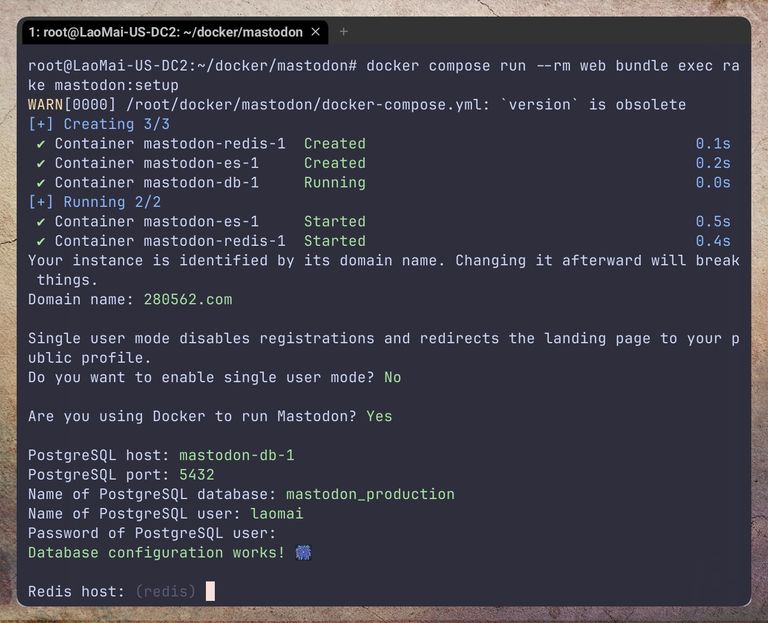 1: root@LaoMai-US-DC2: ~/docker/mastodon × +
root@LaoMai-US-DC2:~/docker/mastodon# docker compose run --rm web bundle exec ra
ke mastodon:setup
WARN[0000] /root/docker/mastodon/docker-compose.yml: `version` is obsolete
[+] Creating 3/3
✔ Container mastodon-redis-1 Created 0.1s
✔ Container mastodon-es-1 Created 0.2s
✔ Container mastodon-db-1 Running 0.0s
[+] Running 2/2
✔ Container mastodon-es-1 Started 0.5s
✔ Container mastodon-redis-1 Started 0.4s
Your instance is identified by its domain name. Changing it afterward will break
things.
Domain name: 280562.com
Single user mode disables registrations and redirects the landing page to your p
ublic profile.
Do you want to enable single user mode? No
Are you using Docker to run Mastodon? Yes
PostgreSQL host: mastodon-db-1
PostgreSQL port: 5432
Name of PostgreSQL database: mastodon_production
Name of PostgreSQL user: laomai
Password of PostgreSQL user:
Database configuration works! 🎆
Redis host: (redis)